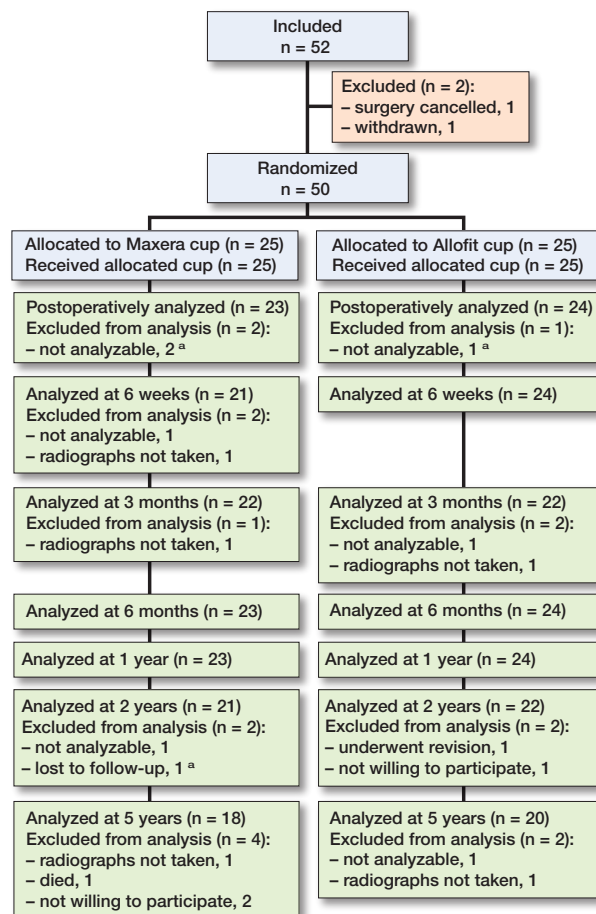 Included
n = 52
Excluded (n = 2):
– surgery cancelled, 1
– withdrawn, 1
Randomized
n = 50
Allocated to Maxera cup (n = 25)
Received allocated cup (n = 25)
Postoperatively analyzed (n = 23)
Excluded from analysis (n = 2):
– not analyzable, 2 ª
Analyzed at 6 weeks (n = 21)
Excluded from analysis (n = 2):
– not analyzable, 1
– radiographs not taken, 1
Analyzed at 3 months (n = 22)
Excluded from analysis (n = 1):
– radiographs not taken, 1
Analyzed at 6 months (n = 23)
Analyzed at 1 year (n = 23)
Analyzed at 2 years (n = 21)
Excluded from analysis (n = 2):
– not analyzable, 1
– lost to follow-up, 1 ª
Analyzed at 5 years (n = 18)
Excluded from analysis (n = 4):
– radiographs not taken, 1
– died, 1
– not willing to participate, 2
Allocated to Allofit cup (n = 25)
Received allocated cup (n = 25)
Postoperatively analyzed (n = 24)
Excluded from analysis (n = 1):
– not analyzable, 1 ª
Analyzed at 6 weeks (n = 24)
Analyzed at 3 months (n = 22)
Excluded from analysis (n = 2):
– not analyzable, 1
– radiographs not taken, 1
Analyzed at 6 months (n = 24)
Analyzed at 1 year (n = 24)
Analyzed at 2 years (n = 22)
Excluded from analysis (n = 2):
– underwent revision, 1
– not willing to participate, 1
Analyzed at 5 years (n = 20)
Excluded from analysis (n = 2):
– not analyzable, 1
– radiographs not taken, 1